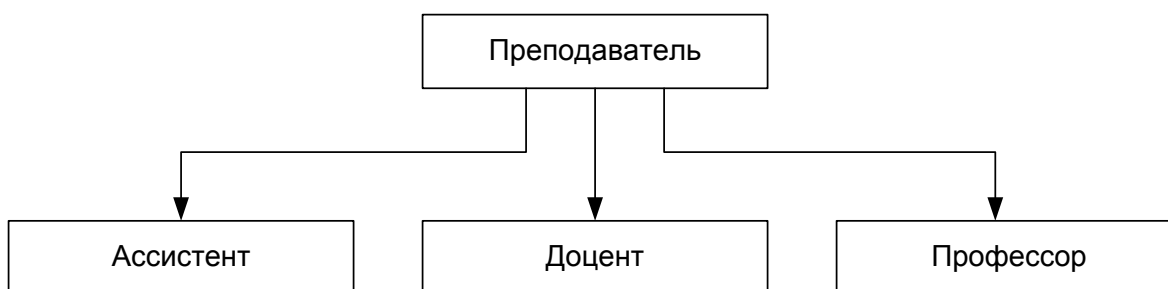 Преподаватель
Ассистент
Доцент
Профессор